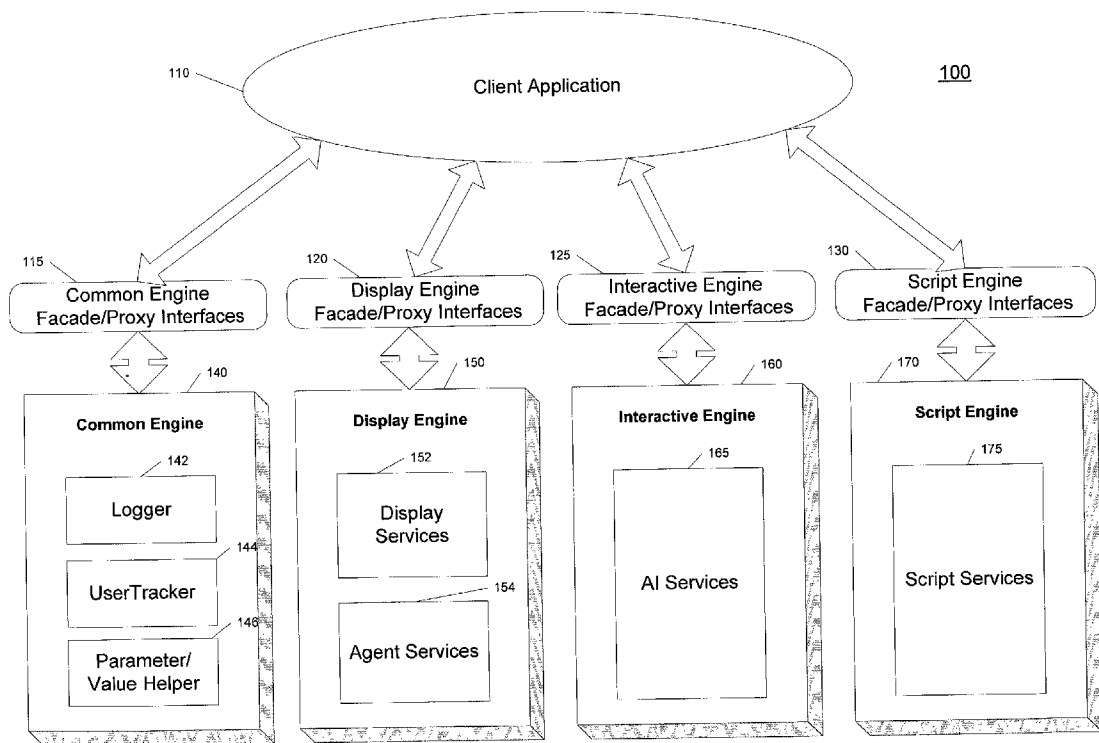 110
Client Application
100
115
Common Engine
Facade/Proxy Interfaces
120
Display Engine
Facade/Proxy Interfaces
125
Interactive Engine
Facade/Proxy Interfaces
130
Script Engine
Facade/Proxy Interfaces
140
Common Engine
142
Logger
144
UserTracker
146
Parameter/
Value Helper
150
Display Engine
152
Display
Services
154
Agent Services
160
Interactive Engine
165
AI Services
170
Script Engine
175
Script Services